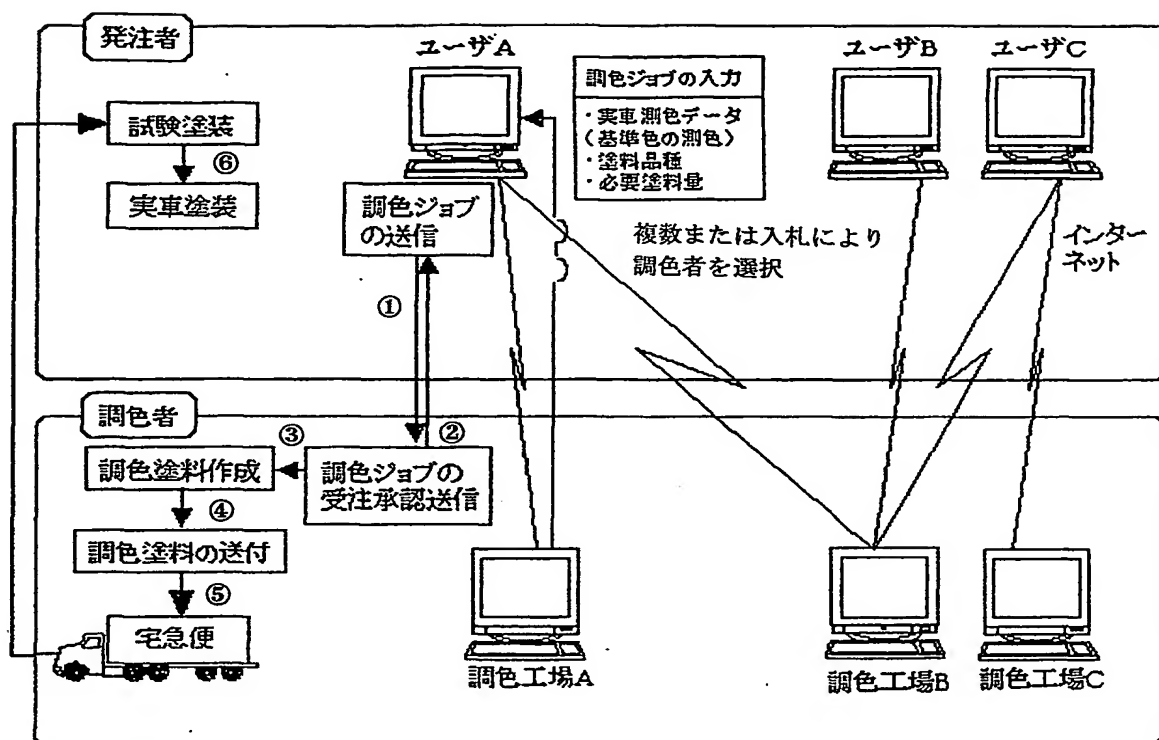 発注者
ユーザA
ユーザB
ユーザC
調色ジョブの入力
・実車測色データ
(基準色の測色)
・塗料品種
・必要塗料量
試験塗装
⑥
実車塗装
調色ジョブ
の送信
複数または入札により
調色者を選択
インター
ネット
①
調色者
②
③
調色塗料作成
調色ジョブの
受注承認送信
④
調色塗料の送付
⑤
宅急便
調色工場A
調色工場B
調色工場C